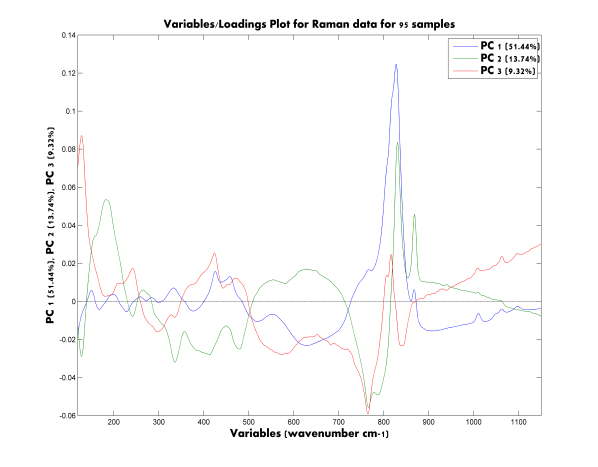 Variables/Loadings Plot for Raman data for 95 samples
PC 1 (51.44%)
PC 2 (13.74%)
PC 3 (9.32%)
PC 1 (51.44%), PC 2 (13.74%), PC 3 (9.32%)
0.14
0.12
0.1
0.08
0.06
0.04
0.02
0
-0.02
-0.04
-0.06
200 300 400 500 600 700 800 900 1000 1100
Variables (wavenumber cm-1)